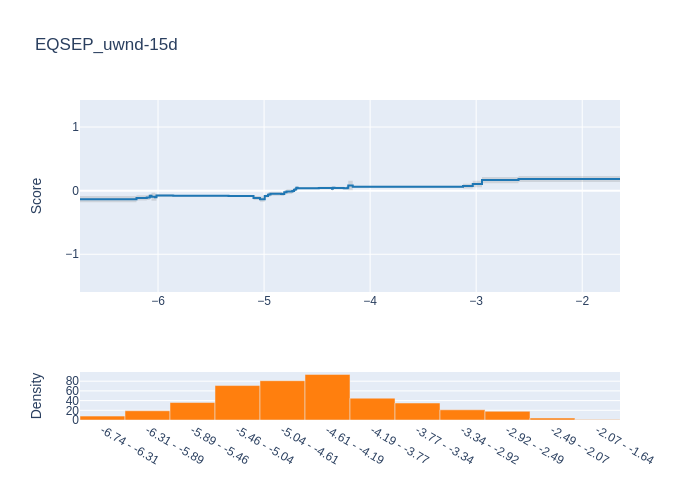 EQSEP_uwnd-15d
1
0
−1
Score
−6
−5
−4
−3
−2
80
60
40
20
0
Density
-6.74 - -6.31
-6.31 - -5.89
-5.89 - -5.46
-5.46 - -5.04
-5.04 - -4.61
-4.61 - -4.19
-4.19 - -3.77
-3.77 - -3.34
-3.34 - -2.92
-2.92 - -2.49
-2.49 - -2.07
-2.07 - -1.64